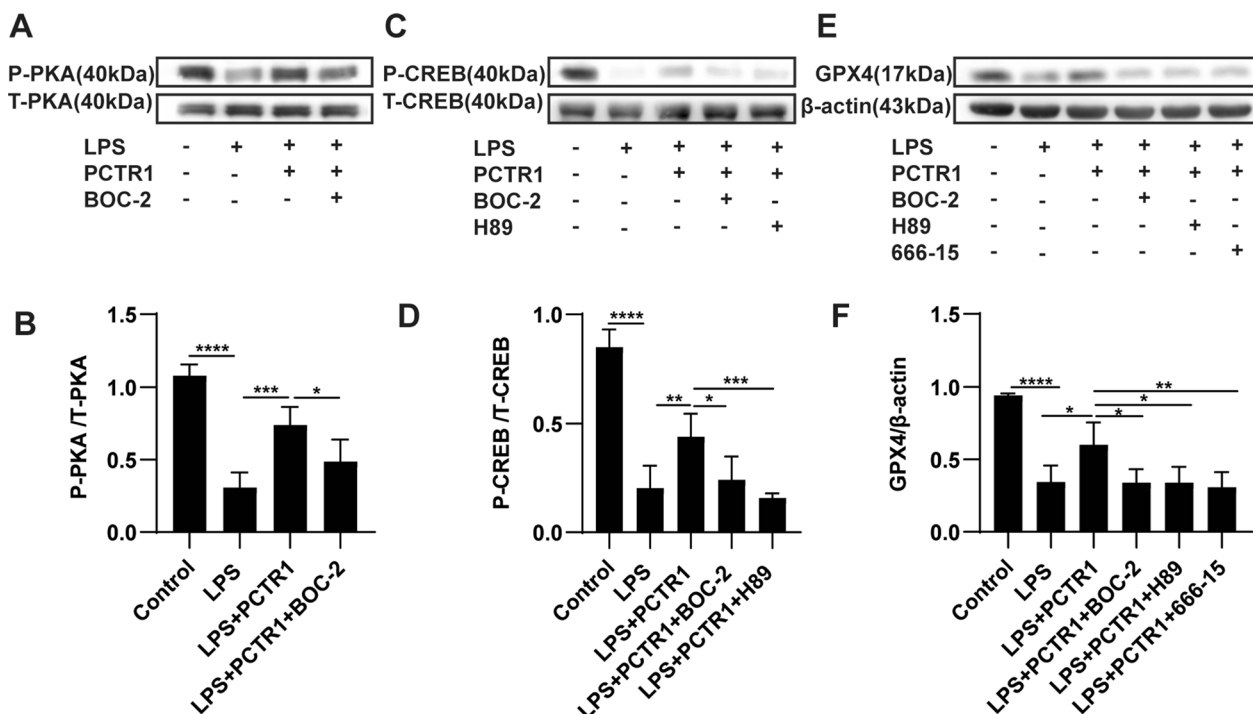 A
P-PKA(40kDa)
T-PKA(40kDa)
LPS - + + +
PCTR1 - - + +
BOC-2 - - - +
C
P-CREB(40kDa)
T-CREB(40kDa)
LPS - + + + +
PCTR1 - - + + +
BOC-2 - - - + -
H89 - - - - +
E
GPX4(17kDa)
β-actin(43kDa)
LPS - + + + + +
PCTR1 - - + + + +
BOC-2 - - - + - -
H89 - - - - + -
666-15 - - - - - +
B
P-PKA /T-PKA
1.5
1.0
0.5
0.0
****
***
*
Control
LPS
LPS+PCTR1
LPS+PCTR1+BOC-2
D
P-CREB /T-CREB
1.0
0.5
0.0
****
**
*
***
Control
LPS
LPS+PCTR1
LPS+PCTR1+BOC-2
LPS+PCTR1+H89
F
GPX4/β-actin
1.5
1.0
0.5
0.0
****
*
*
*
**
Control
LPS
LPS+PCTR1
LPS+PCTR1+BOC-2
LPS+PCTR1+H89
LPS+PCTR1+666-15